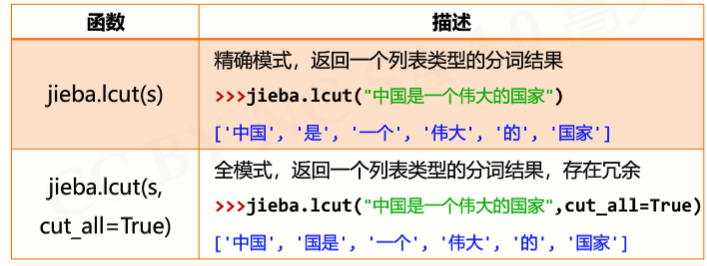 函数 描述
jieba.lcut(s)
精确模式，返回一个列表类型的分词结果
>>>jieba.lcut("中国是一个伟大的国家")
['中国', '是', '一个', '伟大', '的', '国家']
jieba.lcut(s,
cut_all=True)
全模式，返回一个列表类型的分词结果，存在冗余
>>>jieba.lcut("中国是一个伟大的国家",cut_all=True)
['中国', '国是', '一个', '伟大', '的', '国家']